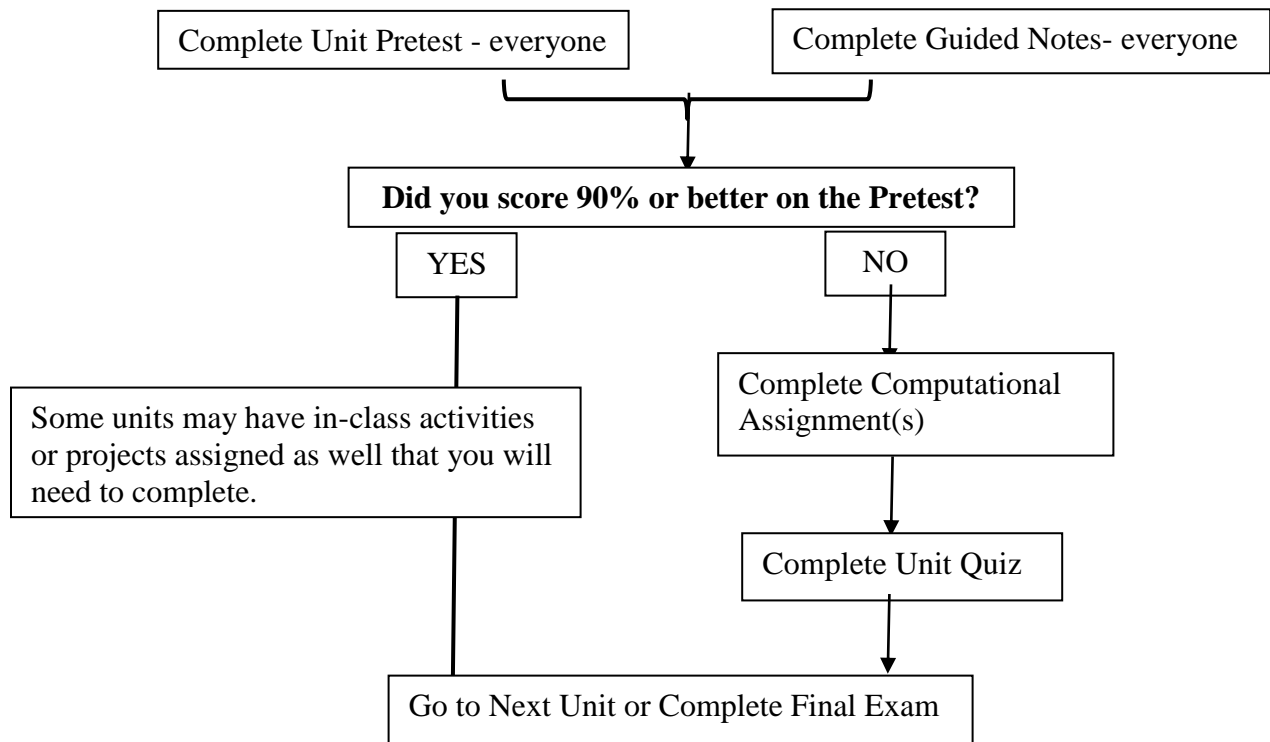 Complete Unit Pretest - everyone
Complete Guided Notes- everyone
Did you score 90% or better on the Pretest?
YES
NO
Some units may have in-class activities
or projects assigned as well that you will
need to complete.
Complete Computational
Assignment(s)
Complete Unit Quiz
Go to Next Unit or Complete Final Exam